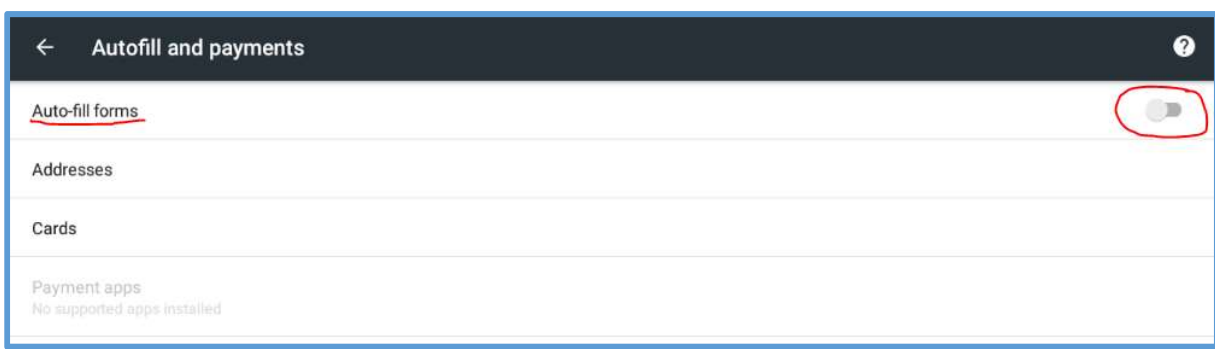 Autofill and payments
Auto-fill forms
Addresses
Cards
Payment apps
No supported apps installed